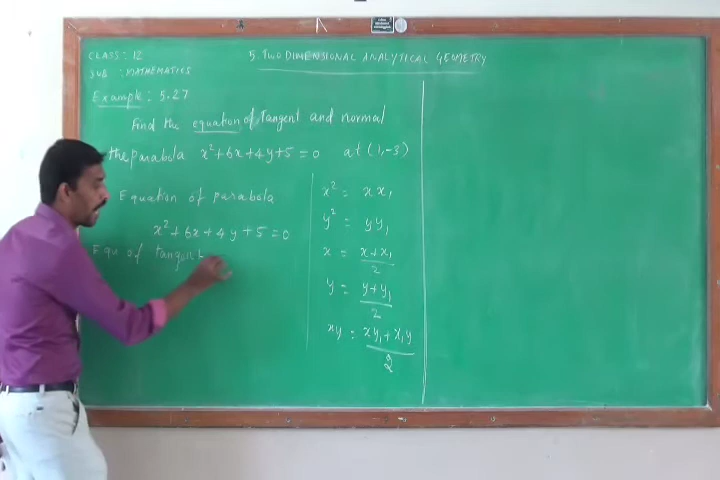 CLASS: 12
5. TWO DIMENSIONAL ANALYTICAL GEOMETRY
SUB : MATHEMATICS
Example : 5.27
Find the equation of Tangent and normal
the parabola x²+6x+4y+5=0 at (1,-3)
Equation of parabola
x²+6x+4y+5=0
Equ of tangent
x² = xx₁
y² = yy₁
x = x+x₁/2
y = y+y₁/2
xy = xy₁+x₁y/2